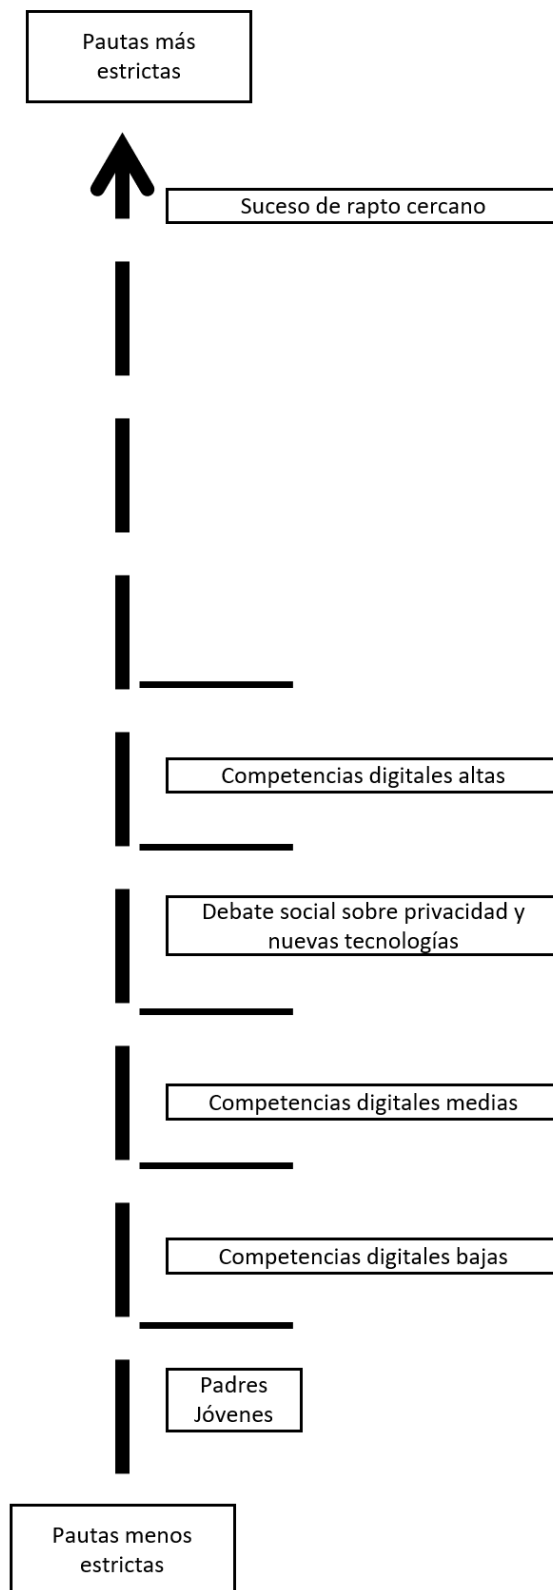 Pautas más
estrictas
Suceso de rapto cercano
Competencias digitales altas
Debate social sobre privacidad y
nuevas tecnologías
Competencias digitales medias
Competencias digitales bajas
Padres
Jóvenes
Pautas menos
estrictas